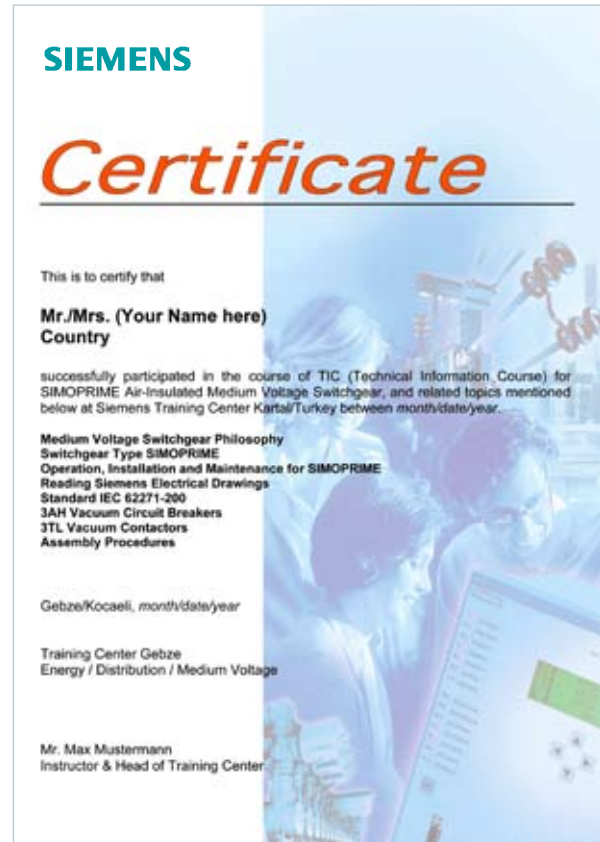 SIEMENS
Certificate
This is to certify that
Mr./Mrs. (Your Name here)
Country
successfully participated in the course of TIC (Technical Information Course) for
SIMOPRIME Air-Insulated Medium Voltage Switchgear, and related topics mentioned
below at Siemens Training Center Kartal/Turkey between month/date/year.
Medium Voltage Switchgear Philosophy
Switchgear Type SIMOPRIME
Operation, Installation and Maintenance for SIMOPRIME
Reading Siemens Electrical Drawings
Standard IEC 62271-200
3AH Vacuum Circuit Breakers
3TL Vacuum Contactors
Assembly Procedures
Gebze/Kocaeli, month/date/year
Training Center Gebze
Energy / Distribution / Medium Voltage
Mr. Max Mustermann
Instructor & Head of Training Center